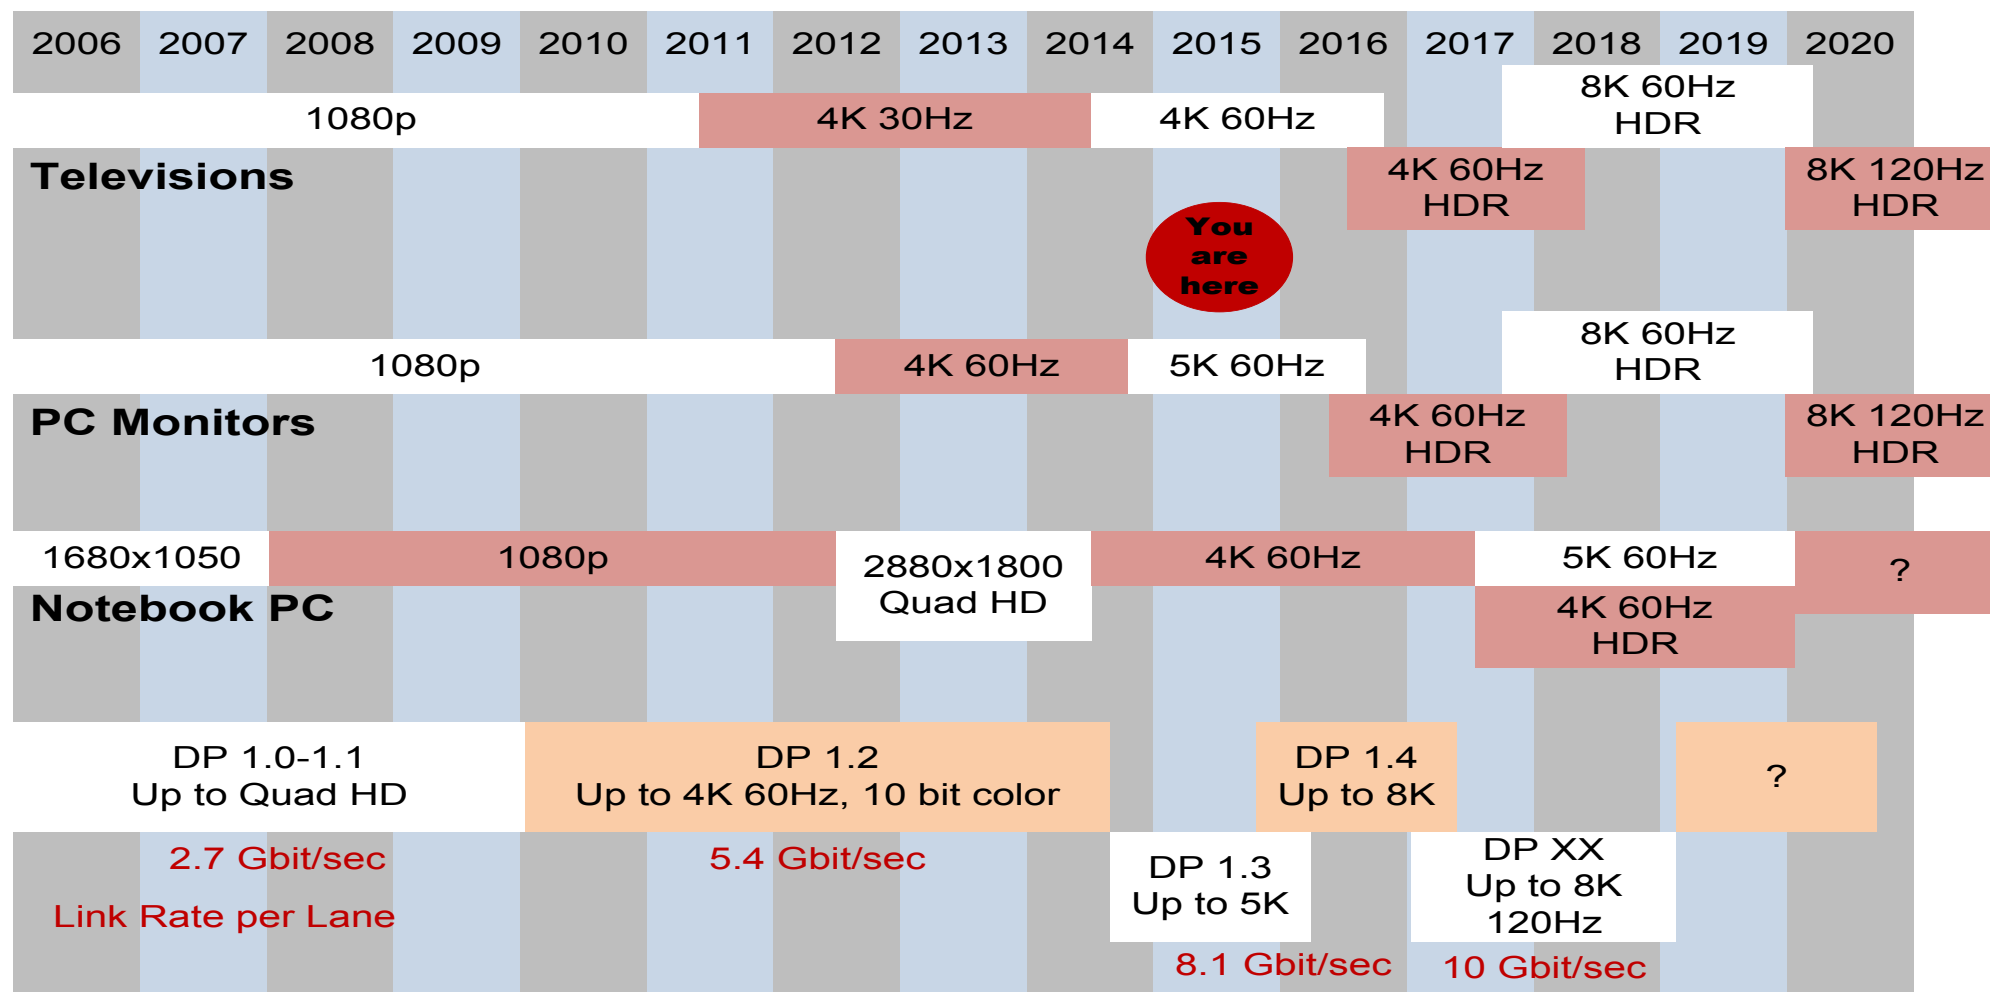 2006 2007 2008 2009 2010 2011 2012 2013 2014 2015 2016 2017 2018 2019 2020
1080p
4K 30Hz
4K 60Hz
8K 60Hz
HDR
Televisions
4K 60Hz
HDR
8K 120Hz
HDR
You
are
here
1080p
4K 60Hz
5K 60Hz
8K 60Hz
HDR
PC Monitors
4K 60Hz
HDR
8K 120Hz
HDR
1680x1050
1080p
2880x1800
Quad HD
4K 60Hz
5K 60Hz
?
Notebook PC
4K 60Hz
HDR
DP 1.0-1.1
Up to Quad HD
DP 1.2
Up to 4K 60Hz, 10 bit color
DP 1.4
Up to 8K
?
2.7 Gbit/sec
5.4 Gbit/sec
DP 1.3
Up to 5K
DP XX
Up to 8K
120Hz
Link Rate per Lane
8.1 Gbit/sec
10 Gbit/sec